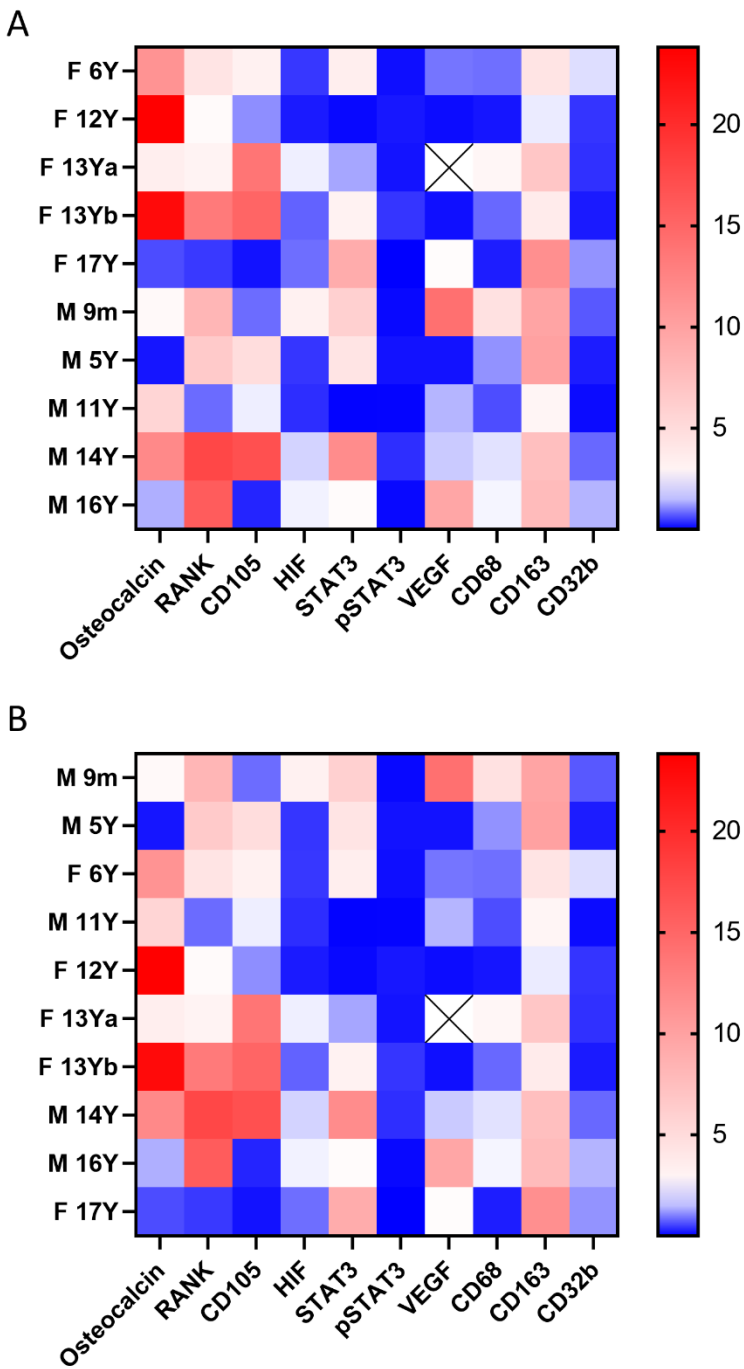 A
F 6Y
F 12Y
F 13Ya
F 13Yb
F 17Y
M 9m
M 5Y
M 11Y
M 14Y
M 16Y
Osteocalcin
RANK
CD105
HIF
STAT3
pSTAT3
VEGF
CD68
CD163
CD32b
20
15
10
5
B
M 9m
M 5Y
F 6Y
M 11Y
F 12Y
F 13Ya
F 13Yb
M 14Y
M 16Y
F 17Y
Osteocalcin
RANK
CD105
HIF
STAT3
pSTAT3
VEGF
CD68
CD163
CD32b
20
15
10
5